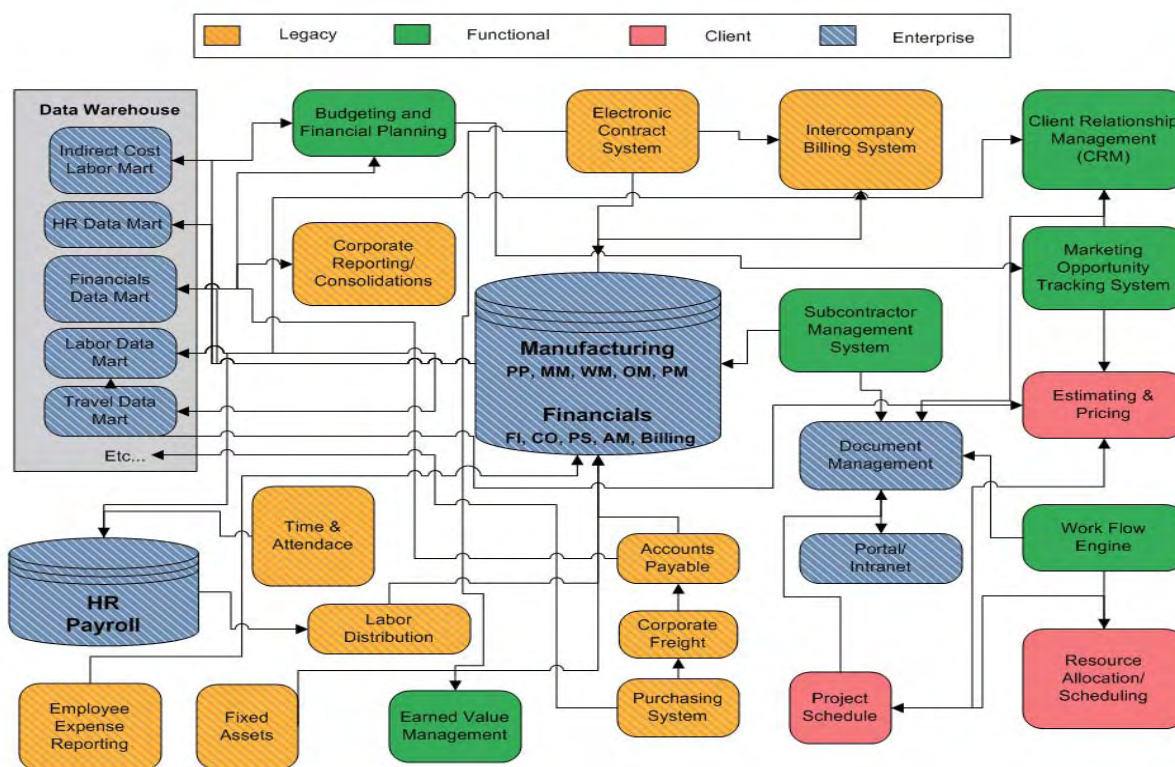 Legacy
Functional
Client
Enterprise
Data Warehouse
Indirect Cost
Labor Mart
HR Data Mart
Financials
Data Mart
Labor Data
Mart
Travel Data
Mart
Etc...
Budgeting and
Financial Planning
Electronic
Contract
System
Intercompany
Billing System
Client Relationship
Management
(CRM)
Corporate
Reporting/
Consolidations
Marketing
Opportunity
Tracking System
Manufacturing
PP, MM, WM, OM, PM
Financials
FI, CO, PS, AM, Billing
Subcontractor
Management
System
Estimating &
Pricing
Document
Management
Time &
Attendace
Accounts
Payable
Portal/
Intranet
Work Flow
Engine
HR
Payroll
Labor
Distribution
Corporate
Freight
Employee
Expense
Reporting
Fixed
Assets
Earned Value
Management
Purchasing
System
Project
Schedule
Resource
Allocation/
Scheduling